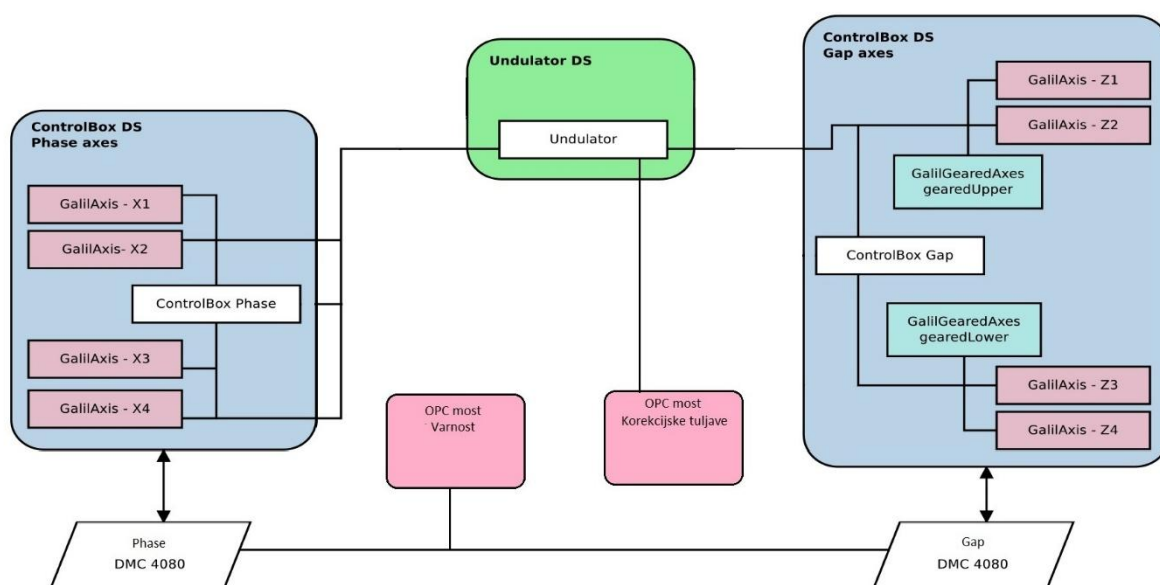 ControlBox DS
Gap axes
GalilAxis - Z1
GalilAxis - Z2
GalilGearedAxes
gearedUpper
ControlBox Gap
GalilGearedAxes
gearedLower
GalilAxis - Z3
GalilAxis - Z4
Undulator DS
Undulator
ControlBox DS
Phase axes
GalilAxis - X1
GalilAxis- X2
ControlBox Phase
GalilAxis - X3
GalilAxis - X4
OPC most
Varnost
OPC most
Korekcijske tuljave
Phase
DMC 4080
Gap
DMC 4080